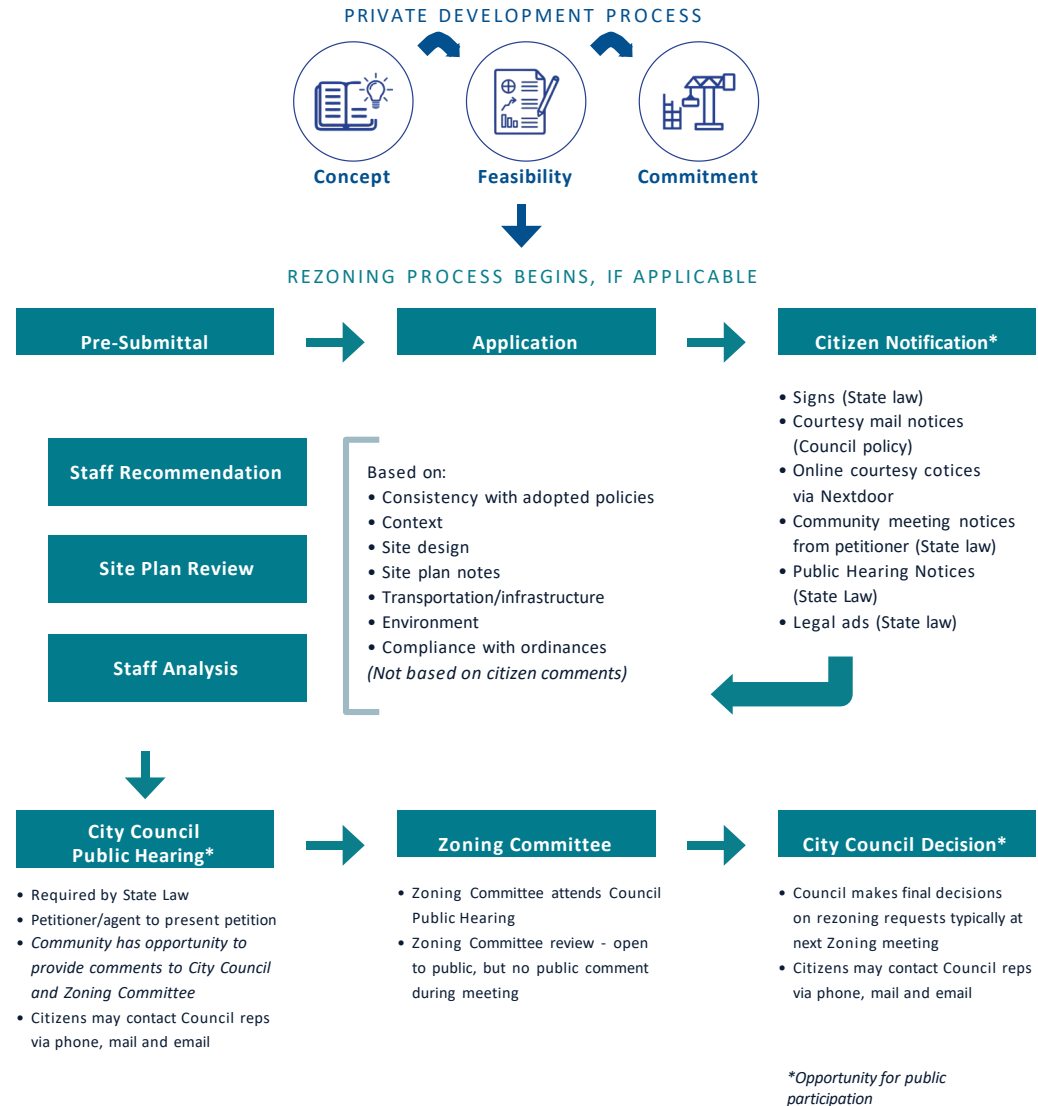 PRIVATE DEVELOPMENT PROCESS
Concept
Feasibility
Commitment
REZONING PROCESS BEGINS, IF APPLICABLE
Pre-Submittal
Application
Citizen Notification*
• Signs (State law)
• Courtesy mail notices
(Council policy)
• Online courtesy cotices
via Nextdoor
• Community meeting notices
from petitioner (State law)
• Public Hearing Notices
(State Law)
• Legal ads (State law)
Staff Recommendation
Site Plan Review
Staff Analysis
Based on:
• Consistency with adopted policies
• Context
• Site design
• Site plan notes
• Transportation/infrastructure
• Environment
• Compliance with ordinances
(Not based on citizen comments)
City Council
Public Hearing*
• Required by State Law
• Petitioner/agent to present petition
• Community has opportunity to
provide comments to City Council
and Zoning Committee
• Citizens may contact Council reps
via phone, mail and email
Zoning Committee
• Zoning Committee attends Council
Public Hearing
• Zoning Committee review - open
to public, but no public comment
during meeting
City Council Decision*
• Council makes final decisions
on rezoning requests typically at
next Zoning meeting
• Citizens may contact Council reps
via phone, mail and email
*Opportunity for public
participation